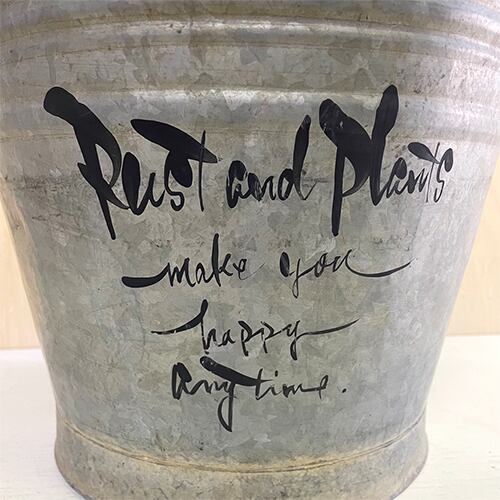 Rust and Plants
make you
happy
Anytime.